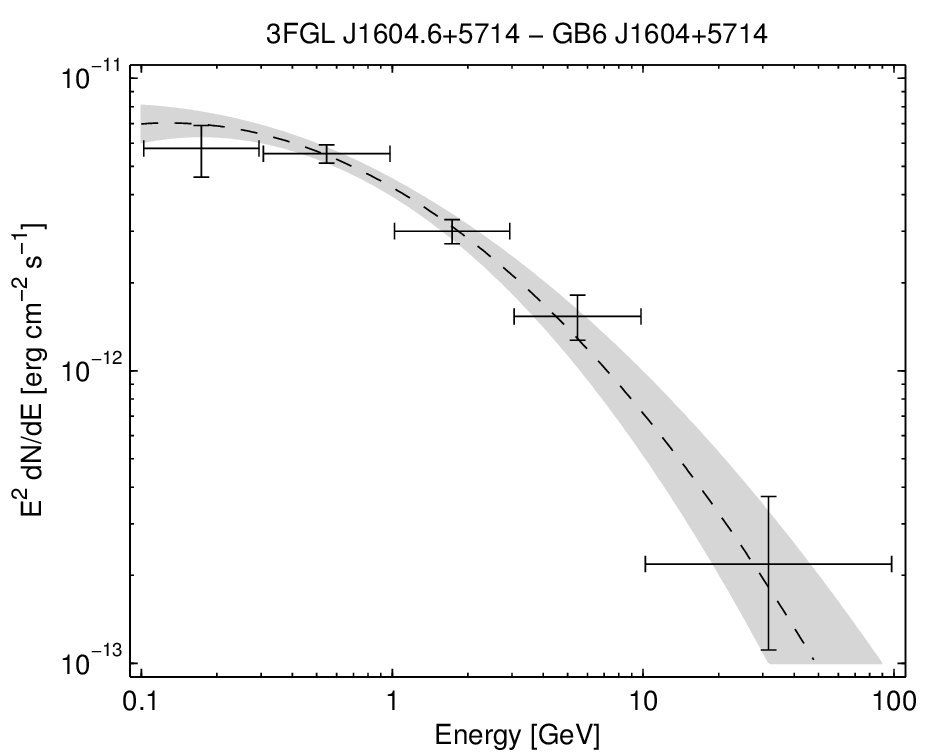 3FGL J1604.6+5714 − GB6 J1604+5714
E² dN/dE [erg cm⁻² s⁻¹]
10⁻¹¹
10⁻¹²
10⁻¹³
0.1 1 10 100
Energy [GeV]